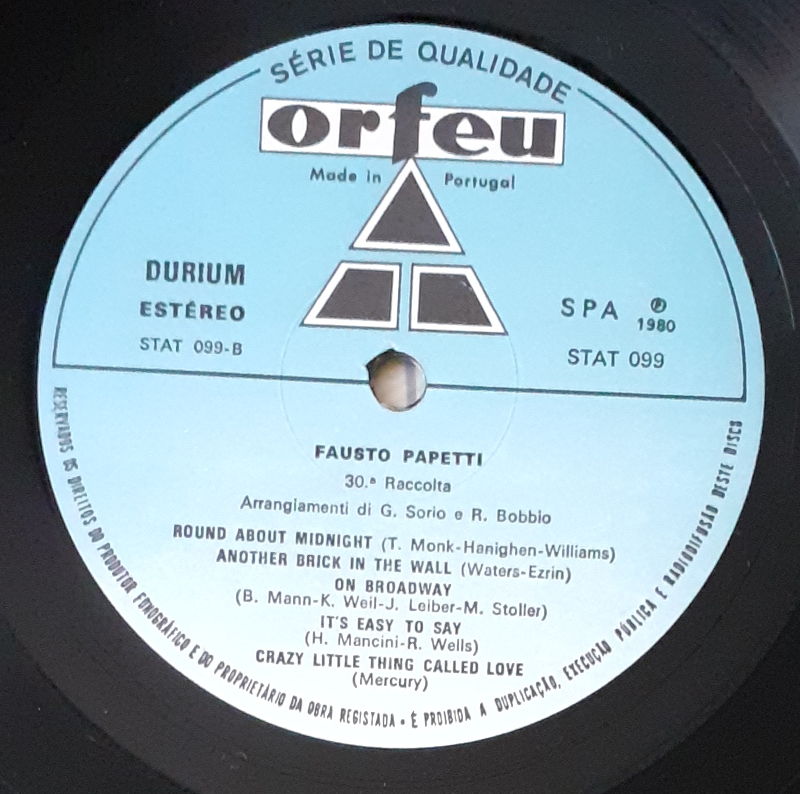 SÉRIE DE QUALIDADE
orfeu
Made in Portugal
DURIUM
ESTÉREO
STAT 099-B
SPA ℗
1980
STAT 099
FAUSTO PAPETTI
30.ª Raccolta
Arrangiamenti di G. Sorio e R. Bobbio
ROUND ABOUT MIDNIGHT (T. Monk-Hanighen-Williams)
ANOTHER BRICK IN THE WALL (Waters-Ezrin)
ON BROADWAY
(B. Mann-K. Weil-J. Leiber-M. Stoller)
IT'S EASY TO SAY
(H. Mancini-R. Wells)
CRAZY LITTLE THING CALLED LOVE
(Mercury)
RESERVADOS OS DIREITOS DO PRODUTOR FONOGRÁFICO E DO PROPRIETÁRIO DA OBRA REGISTADA • É PROIBIDA A DUPLICAÇÃO, EXECUÇÃO PÚBLICA E RADIODIFUSÃO DESTE DISCO